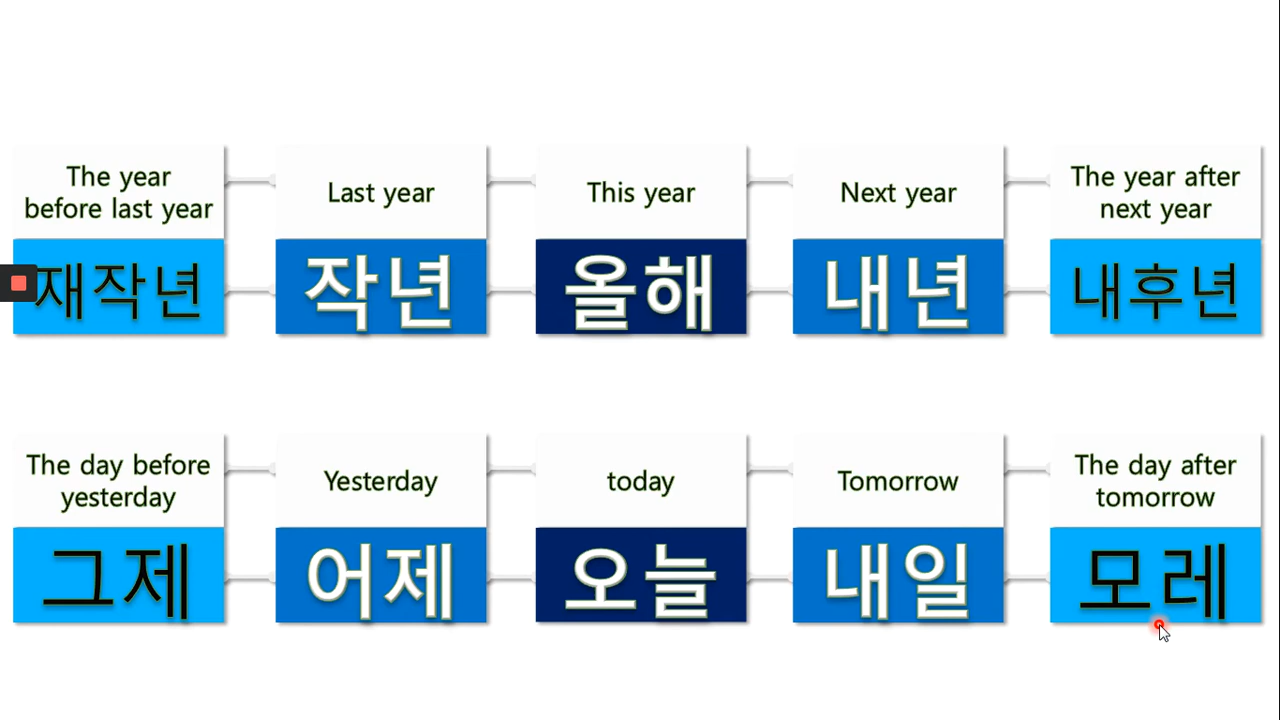 The year
before last year
Last year
This year
Next year
The year after
next year
재작년
작년
올해
내년
내후년
The day before
yesterday
Yesterday
today
Tomorrow
The day after
tomorrow
그제
어제
오늘
내일
모레